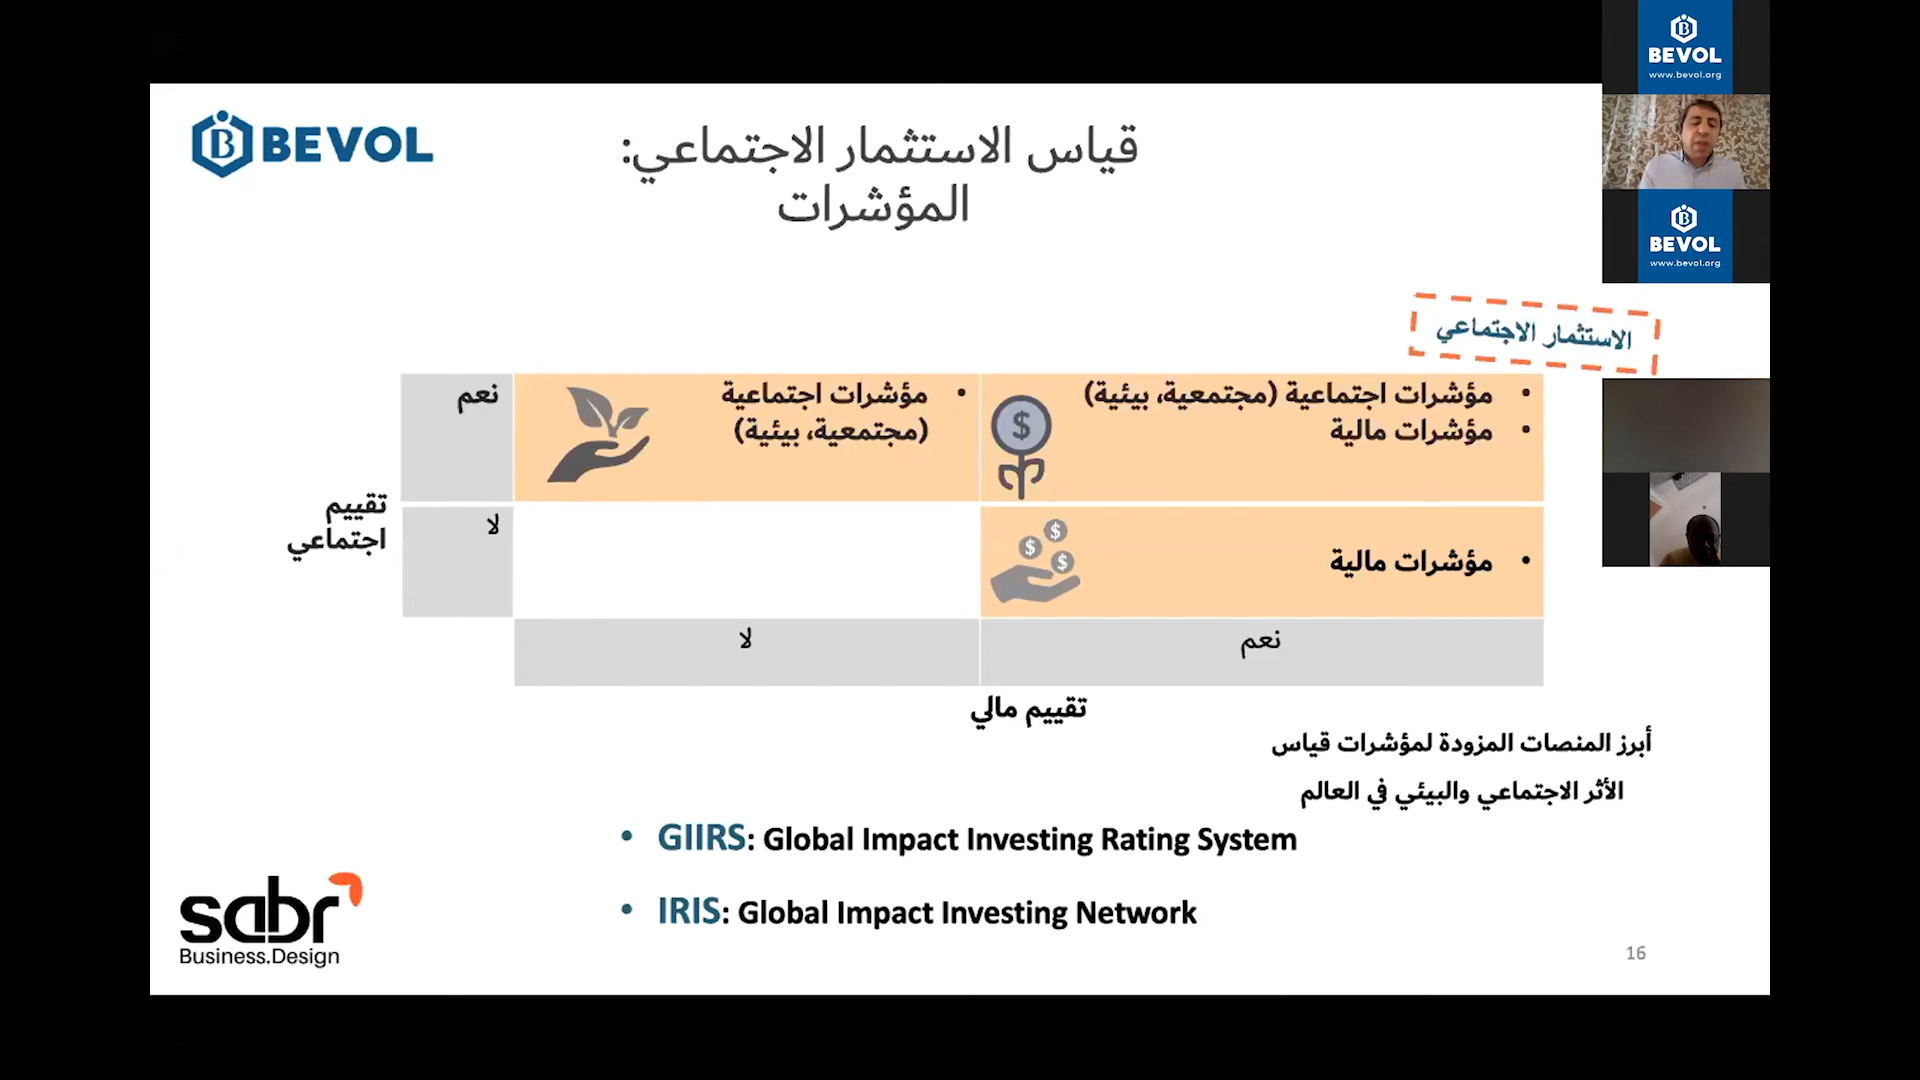 BEVOL
قياس الاستثمار الاجتماعي:
المؤشرات
BEVOL
www.bevol.org
BEVOL
www.bevol.org
الاستثمار الاجتماعي
• مؤشرات اجتماعية (مجتمعية، بيئية)
• مؤشرات مالية
• مؤشرات اجتماعية
(مجتمعية، بيئية)
نعم
تقييم
اجتماعي
• مؤشرات مالية
لا
نعم
لا
تقييم مالي
أبرز المنصات المزودة لمؤشرات قياس
الأثر الاجتماعي والبيئي في العالم
• GIIRS: Global Impact Investing Rating System
• IRIS: Global Impact Investing Network
sabr
Business.Design
16